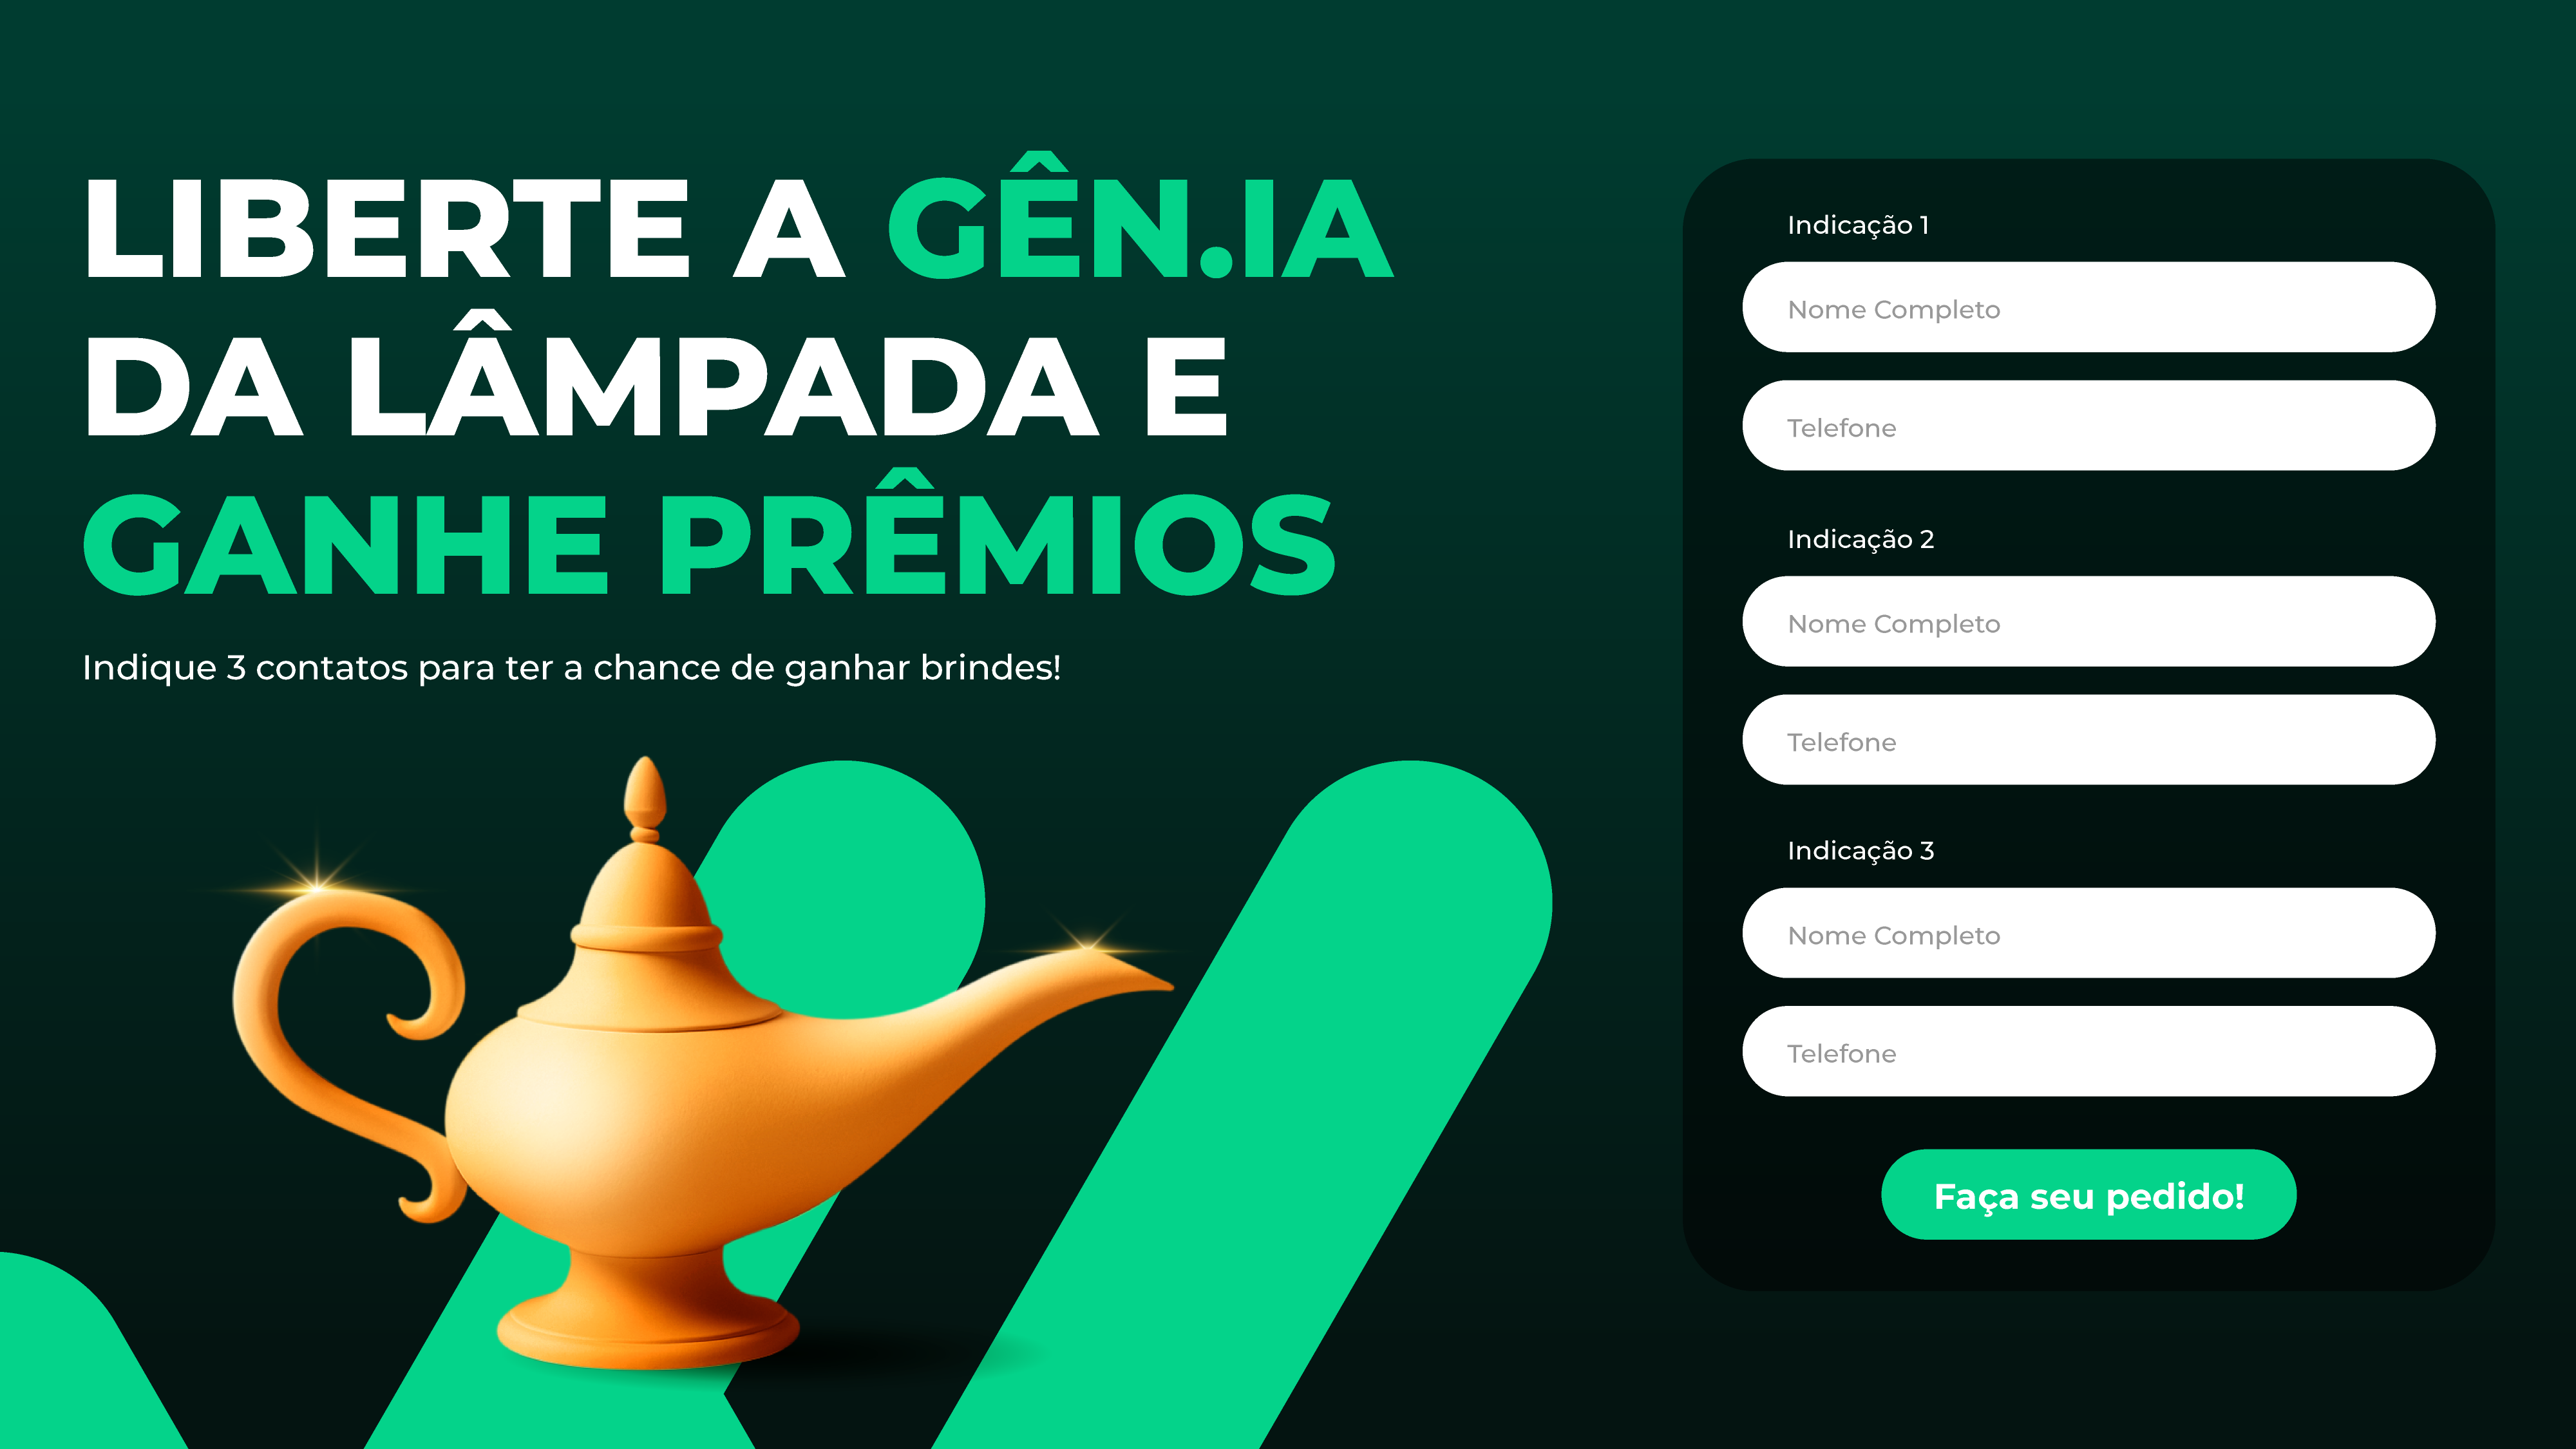 LIBERTE A GÊN.IA
DA LÂMPADA E
GANHE PRÊMIOS
Indique 3 contatos para ter a chance de ganhar brindes!
Indicação 1
Nome Completo
Telefone
Indicação 2
Nome Completo
Telefone
Indicação 3
Nome Completo
Telefone
Faça seu pedido!